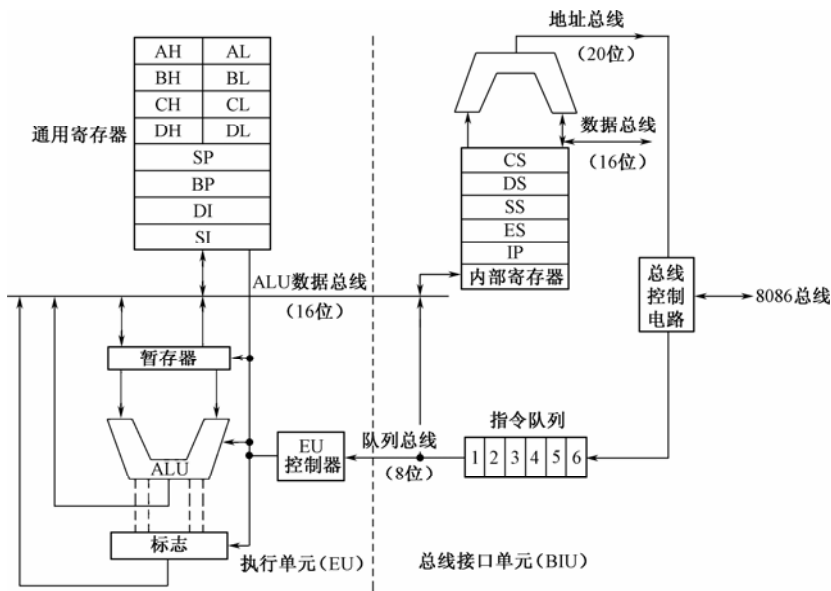 AH AL
BH BL
CH CL
DH DL
SP
BP
DI
SI
通用寄存器
地址总线
(20位)
数据总线
(16位)
CS
DS
SS
ES
IP
内部寄存器
总线
控制
电路
8086总线
ALU数据总线
(16位)
暂存器
ALU
标志
EU
控制器
队列总线
(8位)
指令队列
1 2 3 4 5 6
执行单元(EU)
总线接口单元(BIU)